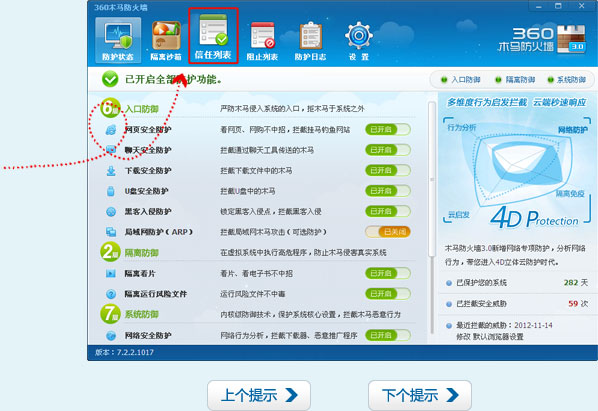 360木马防火墙
防护状态
隔离沙箱
信任列表
阻止列表
防护日志
设 置
360
木马防火墙 3.0
已开启全部防护功能。
入口防御
隔离防御
系统防御
6层 入口防御 严防木马侵入系统的入口，拒木马于系统之外
网页安全防护 看网页、网购不中招，拦截挂马钓鱼网站 已开启
聊天安全防护 拦截通过聊天工具传送的木马 已开启
下载安全防护 拦截下载文件中的木马 已开启
U盘安全防护 拦截U盘中的木马 已开启
黑客入侵防护 锁定黑客入侵点，拦截黑客入侵 已开启
局域网防护（ARP） 拦截局域网木马攻击（可选防护） 已关闭
2层 隔离防御 在虚拟系统中执行高危程序，防止木马侵害真实系统
隔离看片 看片、看电子书不中招 已开启
隔离运行风险文件 运行风险文件不中毒 已开启
7层 系统防御 内核级防御技术，保护系统核心设置，拦截木马恶意行为
网络安全防护 网络行为分析，拦截下载器、恶意推广程序 已开启
多维度行为启发拦截 云端秒速响应
行为分析
网络防护
隔离免疫
云启发
4D Protection
木马防火墙3.0新增网络专项防护，分析网络
行为，带您进入4D立体云防护时代。
已保护您的系统 282 天
已拦截安全威胁 59 次
最近拦截的威胁：2012-11-14
修改 默认浏览器设置
版本：7.2.2.1017
上个提示
下个提示